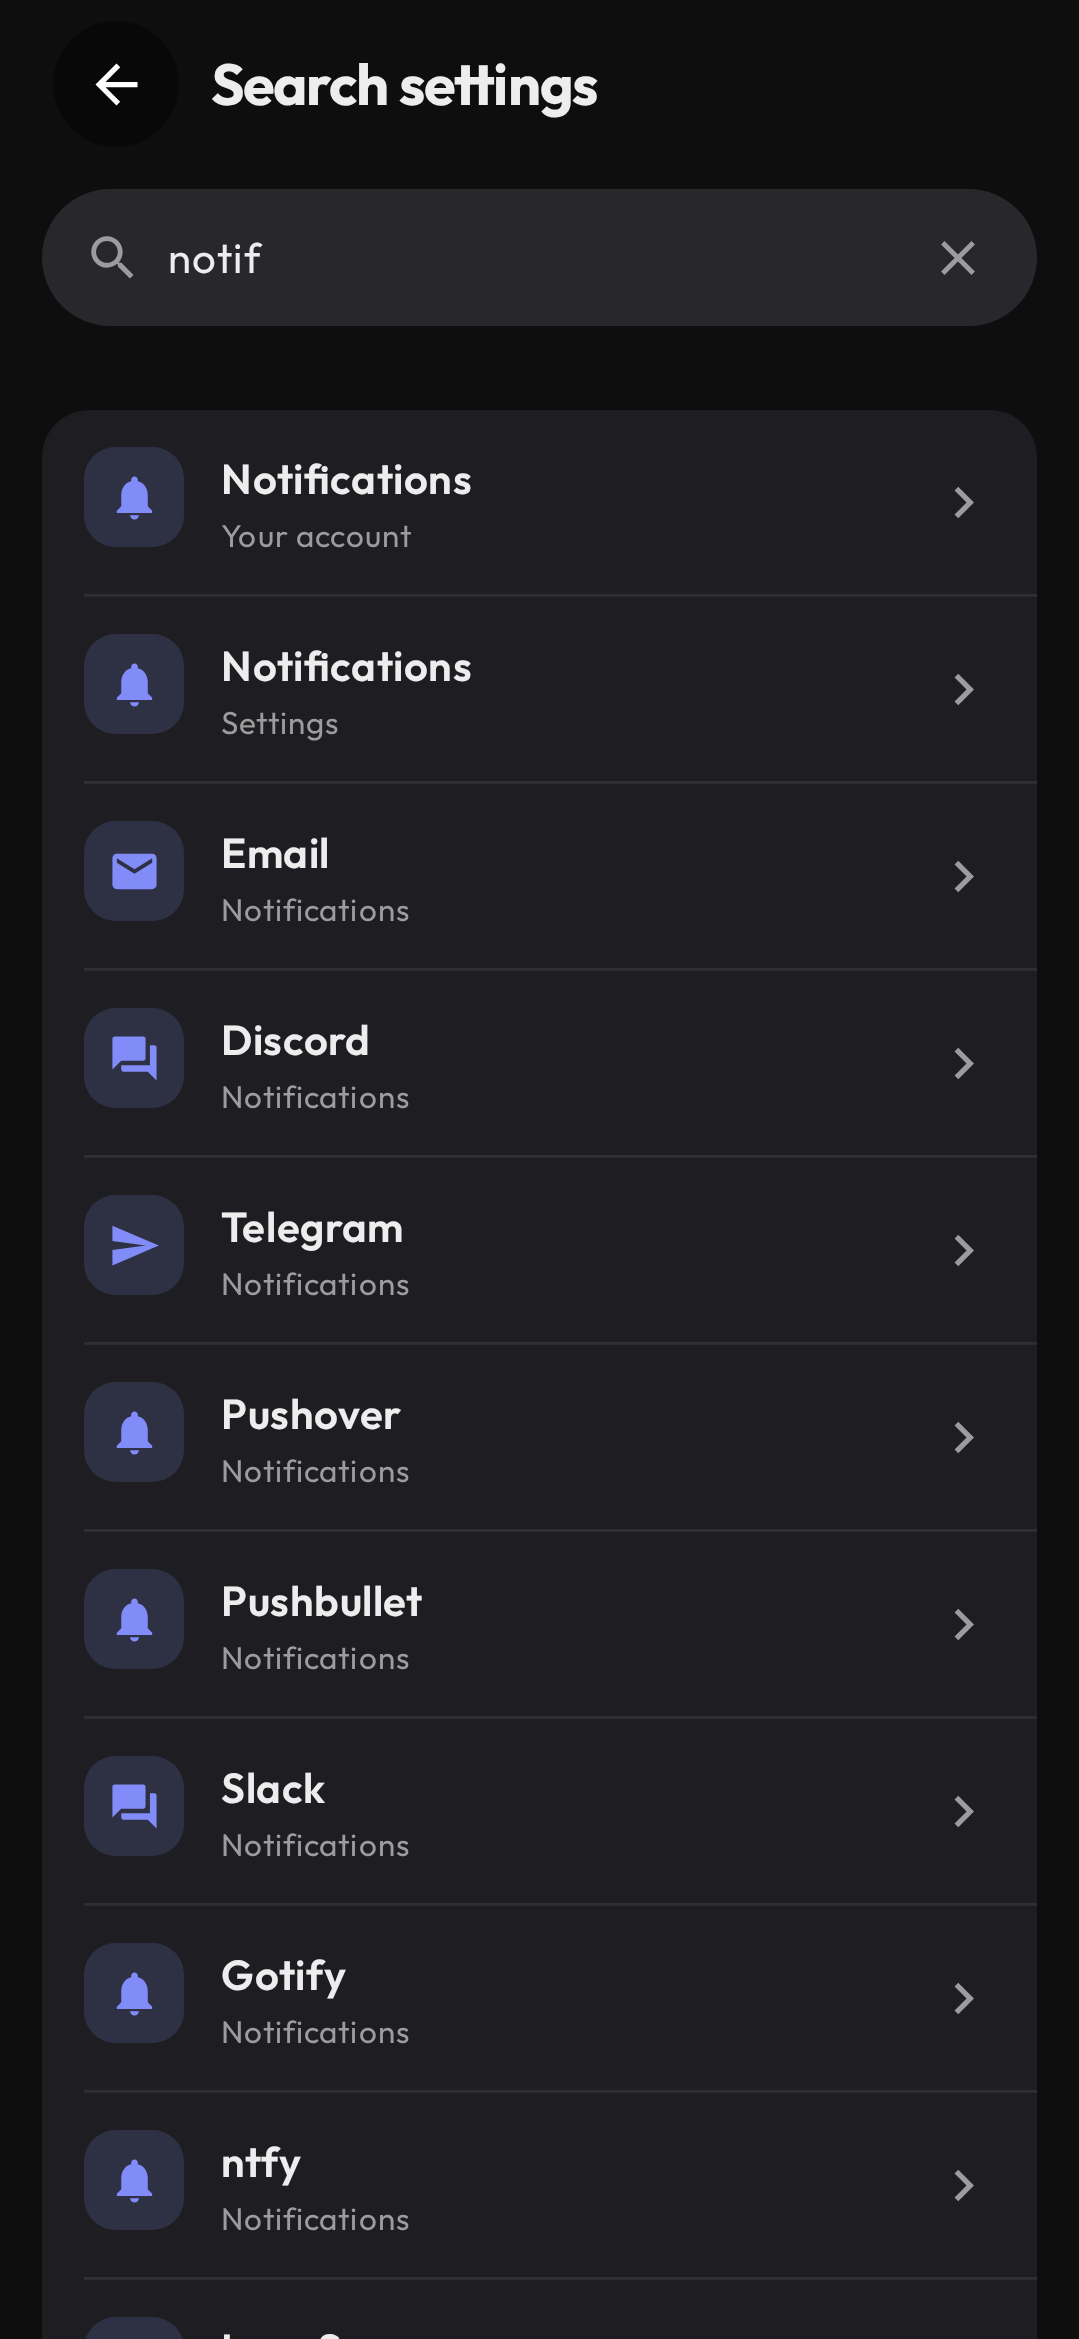 Search settings
notif
Notifications
Your account
Notifications
Settings
Email
Notifications
Discord
Notifications
Telegram
Notifications
Pushover
Notifications
Pushbullet
Notifications
Slack
Notifications
Gotify
Notifications
ntfy
Notifications